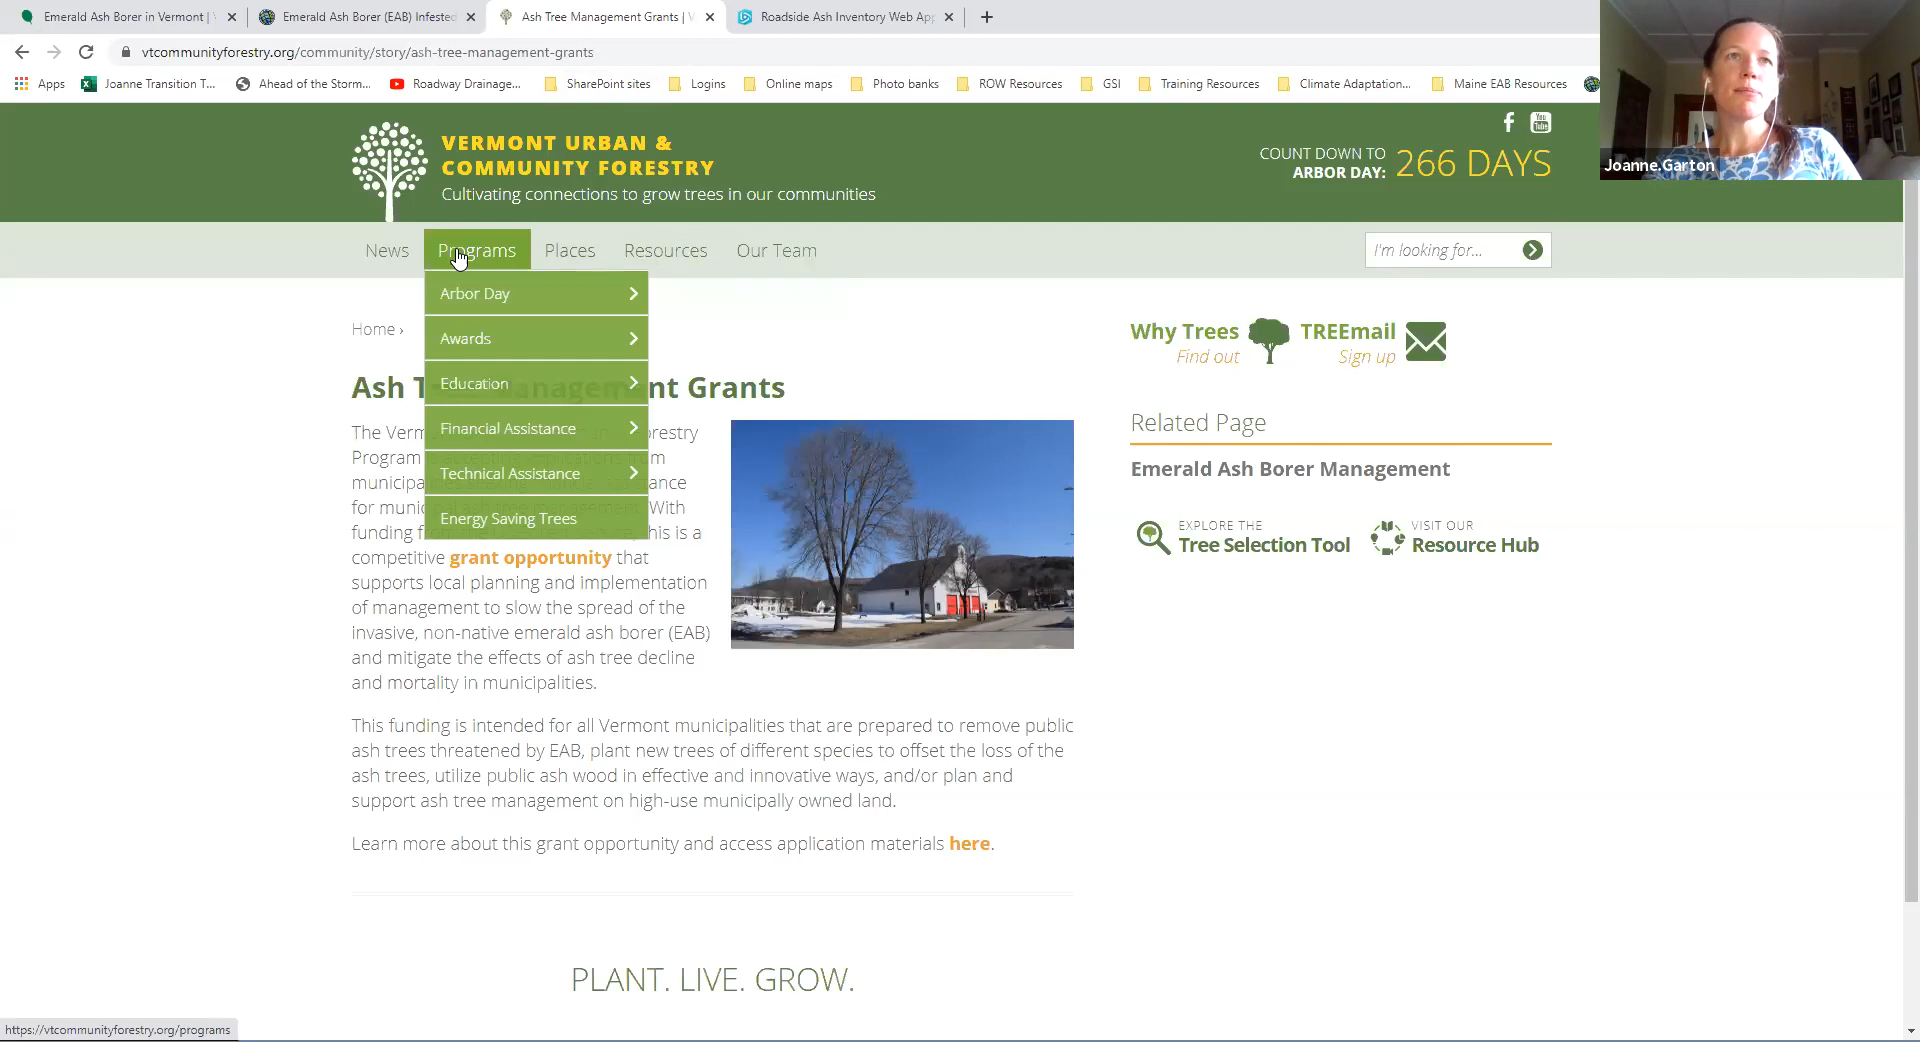 Emerald Ash Borer in Vermont |
Emerald Ash Borer (EAB) Infested
Ash Tree Management Grants |
Roadside Ash Inventory Web App
vtcommunityforestry.org/community/story/ash-tree-management-grants
Apps
Joanne Transition T...
Ahead of the Storm...
Roadway Drainage...
SharePoint sites
Logins
Online maps
Photo banks
ROW Resources
GSI
Training Resources
Climate Adaptation...
Maine EAB Resources
Joanne.Garton
VERMONT URBAN &
COMMUNITY FORESTRY
Cultivating connections to grow trees in our communities
You
Tube
COUNT DOWN TO
ARBOR DAY: 266 DAYS
News
Programs
Places
Resources
Our Team
I'm looking for...
Arbor Day
Awards
Education
Financial Assistance
Technical Assistance
Energy Saving Trees
Home ›
Ash T nt Grants
The Verm orestry
Program from
municipa ance
for muni With
funding his is a
competitive grant opportunity that
supports local planning and implementation
of management to slow the spread of the
invasive, non-native emerald ash borer (EAB)
and mitigate the effects of ash tree decline
and mortality in municipalities.
This funding is intended for all Vermont municipalities that are prepared to remove public
ash trees threatened by EAB, plant new trees of different species to offset the loss of the
ash trees, utilize public ash wood in effective and innovative ways, and/or plan and
support ash tree management on high-use municipally owned land.
Learn more about this grant opportunity and access application materials here.
Why Trees
Find out
TREEmail
Sign up
Related Page
Emerald Ash Borer Management
EXPLORE THE
Tree Selection Tool
VISIT OUR
Resource Hub
PLANT. LIVE. GROW.
https://vtcommunityforestry.org/programs